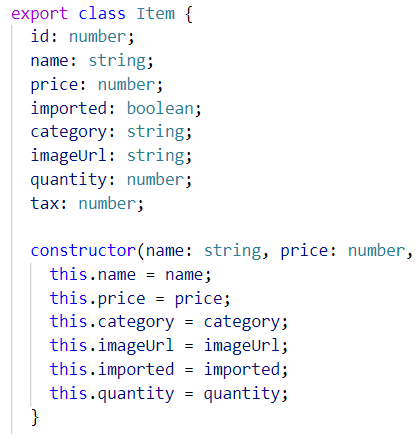 export class Item {
id: number;
name: string;
price: number;
imported: boolean;
category: string;
imageUrl: string;
quantity: number;
tax: number;
constructor(name: string, price: number,
this.name = name;
this.price = price;
this.category = category;
this.imageUrl = imageUrl;
this.imported = imported;
this.quantity = quantity;
}